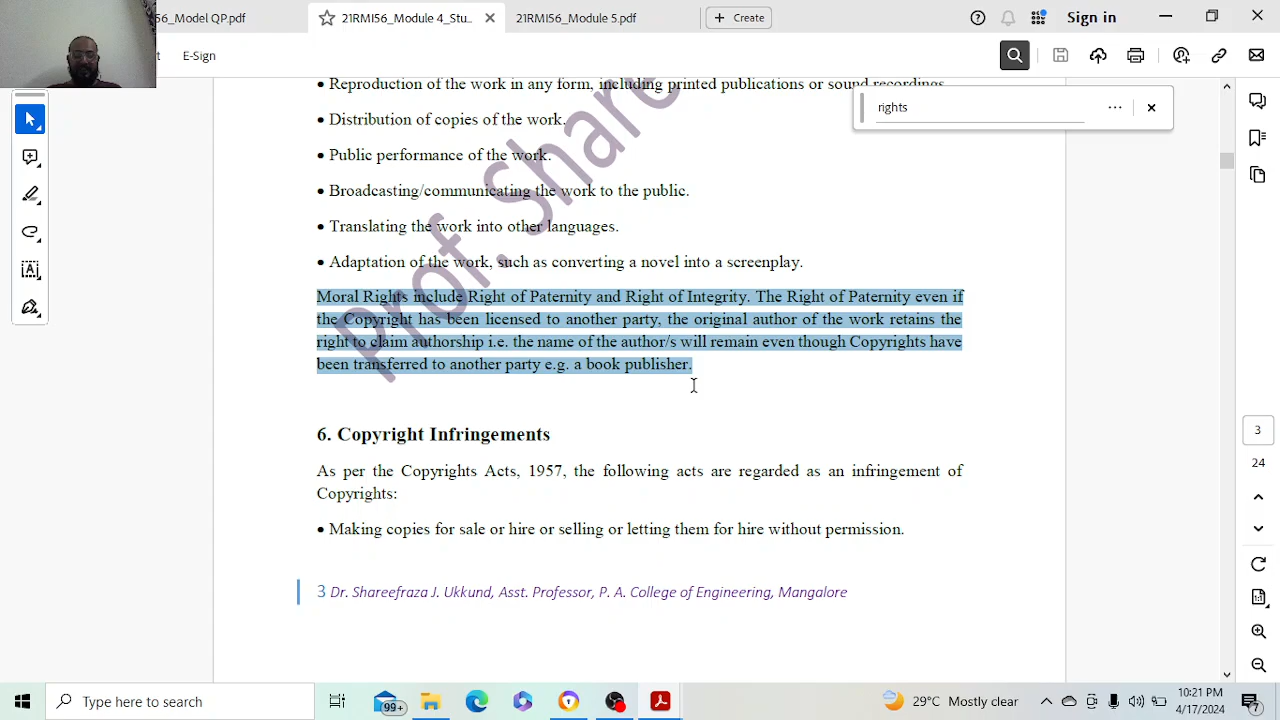 56_Model QP.pdf
21RMI56_Module 4_Stu...
21RMI56_Module 5.pdf
+ Create
Sign in
E-Sign
rights
• Reproduction of the work in any form, including printed publications or sound recordings.
• Distribution of copies of the work.
• Public performance of the work.
• Broadcasting/communicating the work to the public.
• Translating the work into other languages.
• Adaptation of the work, such as converting a novel into a screenplay.
Moral Rights include Right of Paternity and Right of Integrity. The Right of Paternity even if
the Copyright has been licensed to another party, the original author of the work retains the
right to claim authorship i.e. the name of the author/s will remain even though Copyrights have
been transferred to another party e.g. a book publisher.
6. Copyright Infringements
As per the Copyrights Acts, 1957, the following acts are regarded as an infringement of
Copyrights:
• Making copies for sale or hire or selling or letting them for hire without permission.
3 Dr. Shareefraza J. Ukkund, Asst. Professor, P. A. College of Engineering, Mangalore
Prof. Share
3
24
Type here to search
99+
29°C Mostly clear
10:21 PM
4/17/2024
7